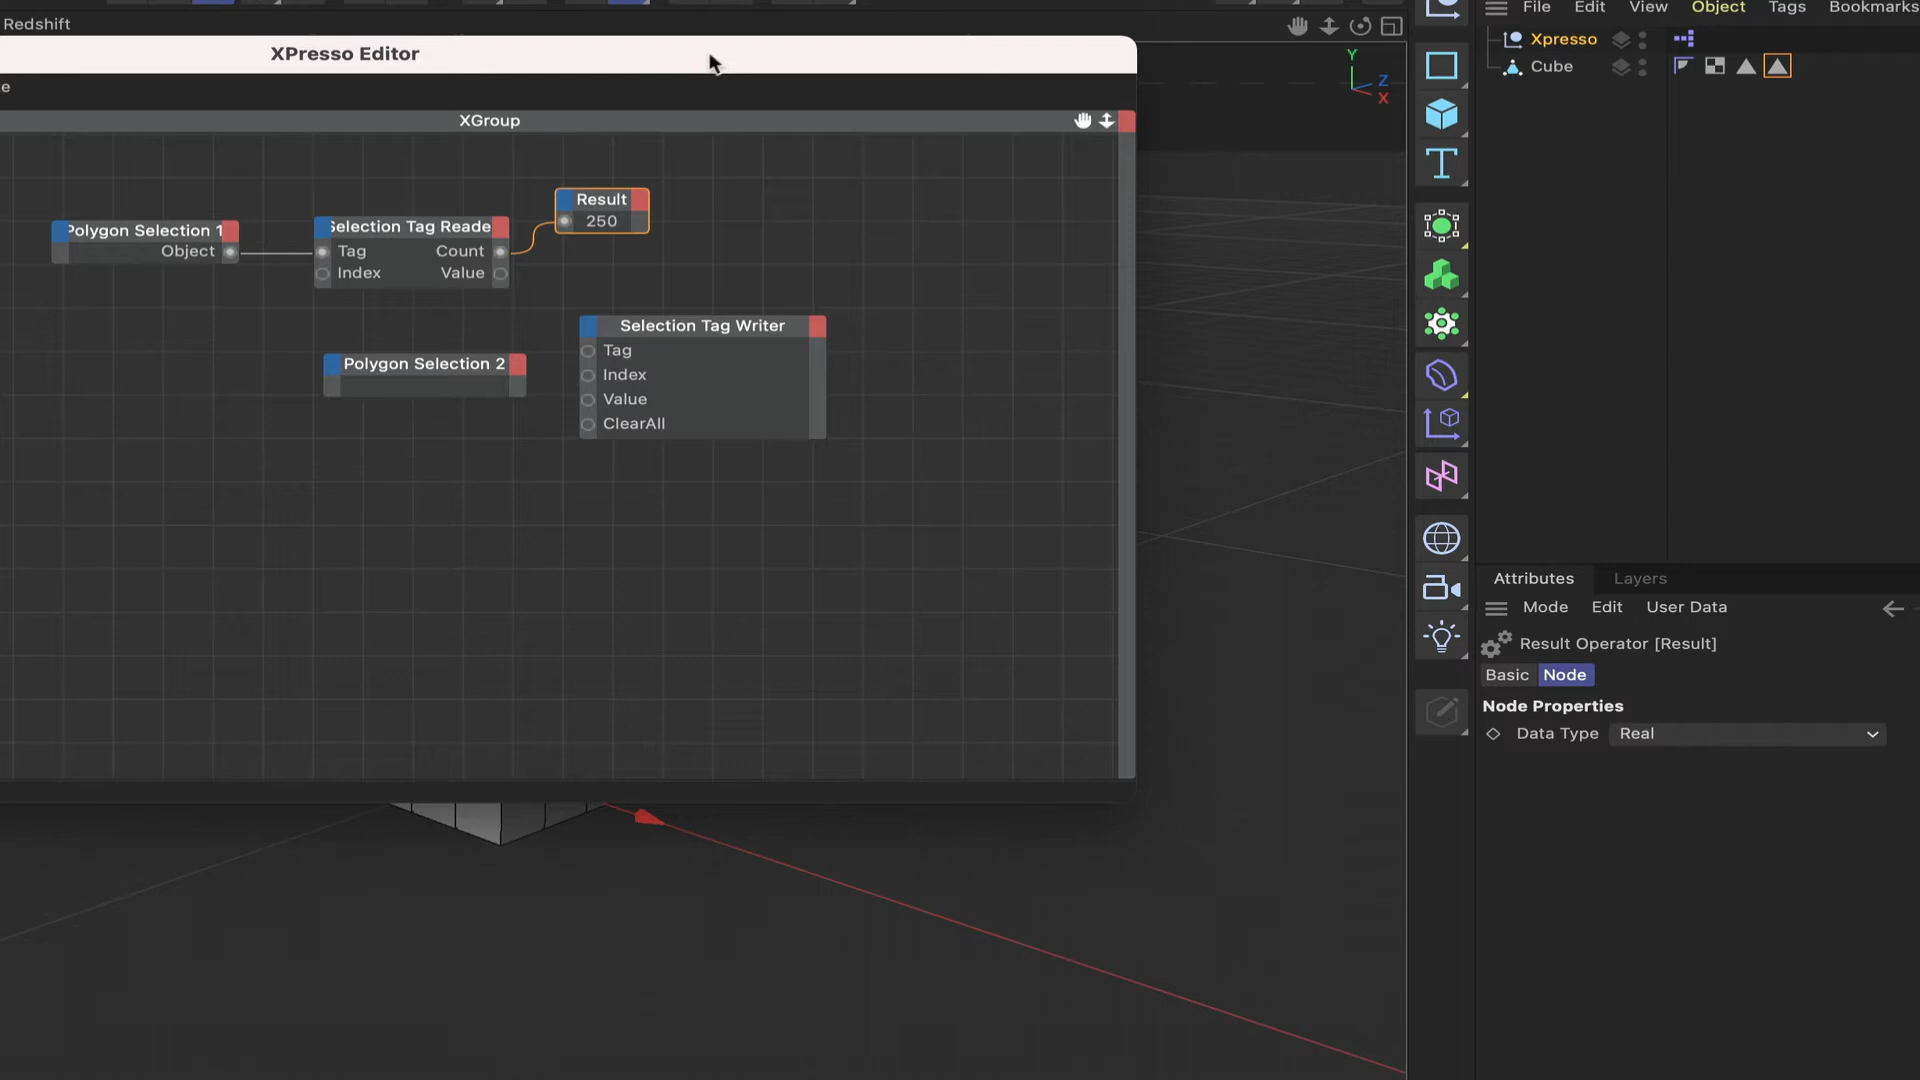 Redshift
XPresso Editor
XGroup
Polygon Selection 1
Object
Selection Tag Reade
Tag Count
Index Value
Result
250
Polygon Selection 2
Selection Tag Writer
Tag
Index
Value
ClearAll
Y
Z
X
File Edit View Object Tags Bookmarks
Xpresso
Cube
Attributes Layers
Mode Edit User Data
Result Operator [Result]
Basic Node
Node Properties
Data Type Real